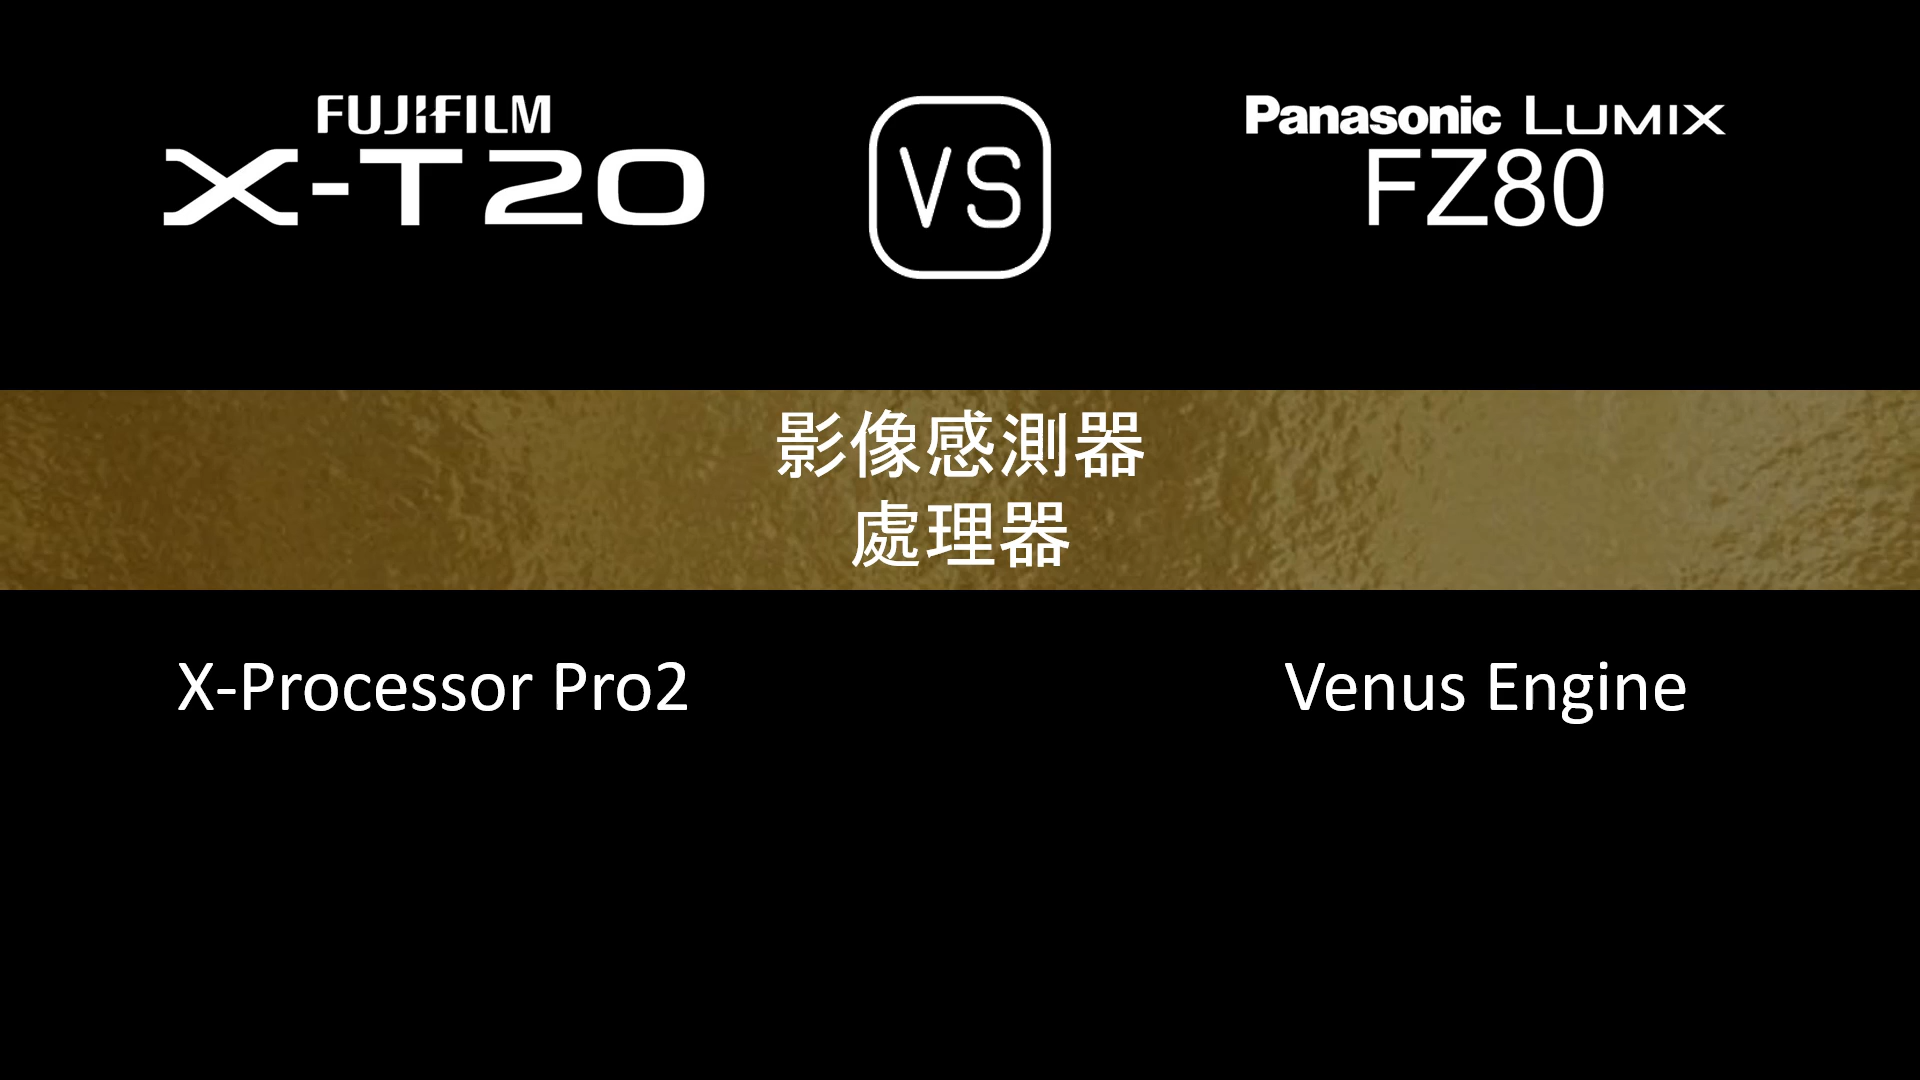 FUJIFILM
X-T20
VS
Panasonic LUMIX
FZ80
影像感測器
處理器
X-Processor Pro2
Venus Engine